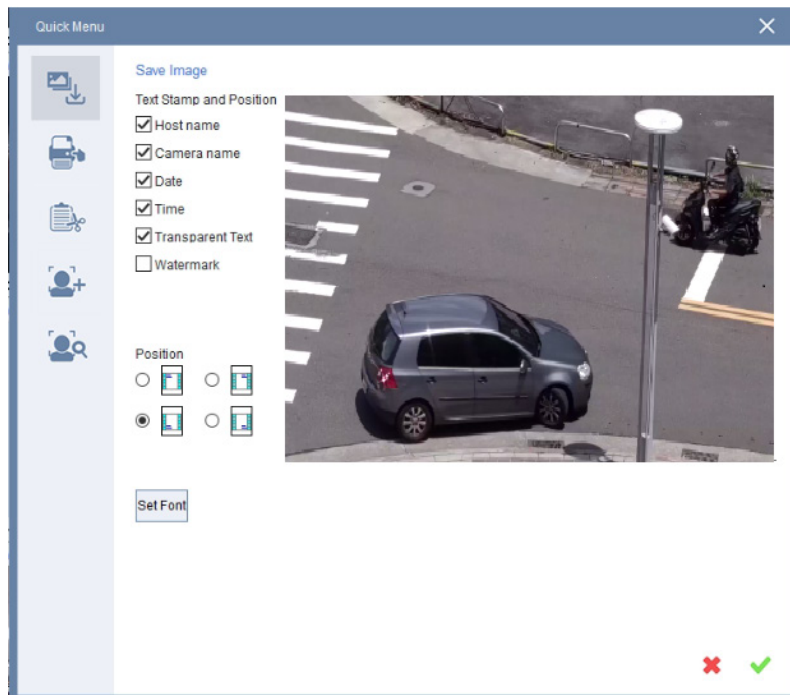 Quick Menu
Save Image
Text Stamp and Position
Host name
Camera name
Date
Time
Transparent Text
Watermark
Position
Set Font